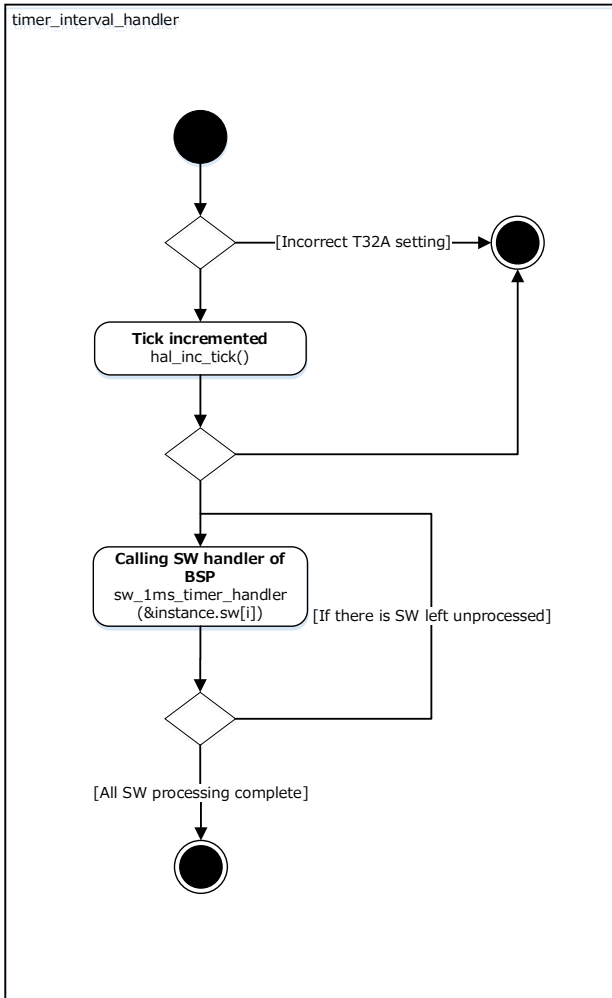 timer_interval_handler
[Incorrect T32A setting]
Tick incremented
hal_inc_tick()
Calling SW handler of
BSP
sw_1ms_timer_handler
(&instance.sw[i])
[If there is SW left unprocessed]
[All SW processing complete]